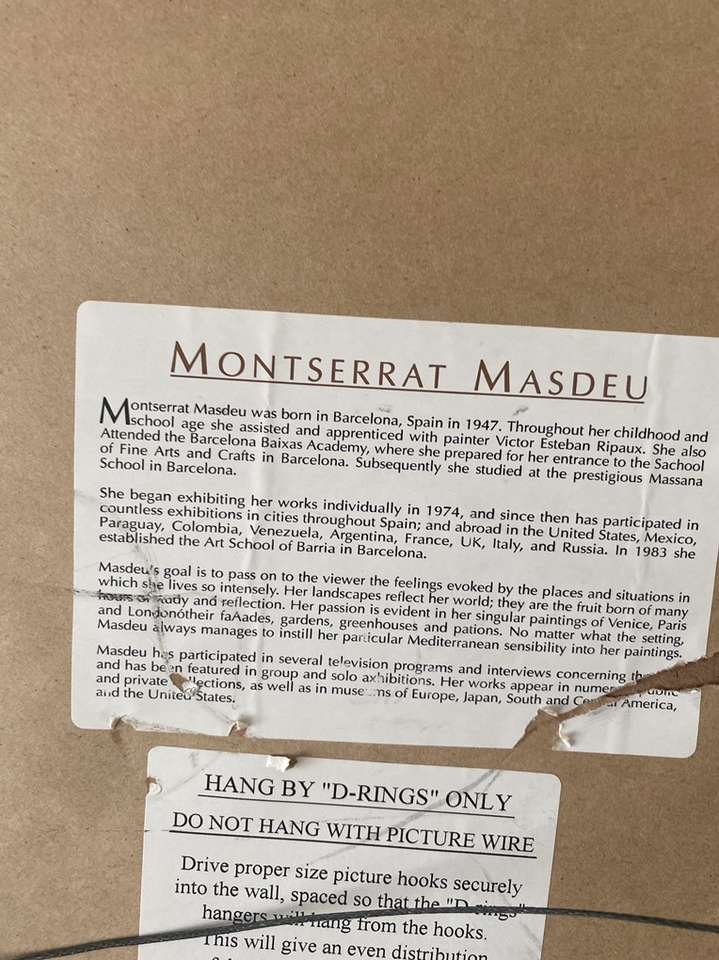 MONTSERRAT MASDEU
Montserrat Masdeu was born in Barcelona, Spain in 1947. Throughout her childhood and
school age she assisted and apprenticed with painter Victor Esteban Ripaux. She also
Attended the Barcelona Baixas Academy, where she prepared for her entrance to the Sachool
of Fine Arts and Crafts in Barcelona. Subsequently she studied at the prestigious Massana
School in Barcelona.
She began exhibiting her works individually in 1974, and since then has participated in
countless exhibitions in cities throughout Spain; and abroad in the United States, Mexico,
Paraguay, Colombia, Venezuela, Argentina, France, UK, Italy, and Russia. In 1983 she
established the Art School of Barria in Barcelona.
Masdeu's goal is to pass on to the viewer the feelings evoked by the places and situations in
which she lives so intensely. Her landscapes reflect her world; they are the fruit born of many
hours of study and reflection. Her passion is evident in her singular paintings of Venice, Paris
and Londonótheir faAades, gardens, greenhouses and pations. No matter what the setting,
Masdeu always manages to instill her particular Mediterranean sensibility into her paintings.
Masdeu has participated in several television programs and interviews concerning
and has been featured in group and solo axhibitions. Her works appear in public
and private as well as in museums of Europe, Japan, South and Central America,
and the United States.
HANG BY "D-RINGS" ONLY
DO NOT HANG WITH PICTURE WIRE
Drive proper size picture hooks securely
into the wall, spaced so that the "D-rings"
hangers will hang from the hooks.
This will give an even distribution